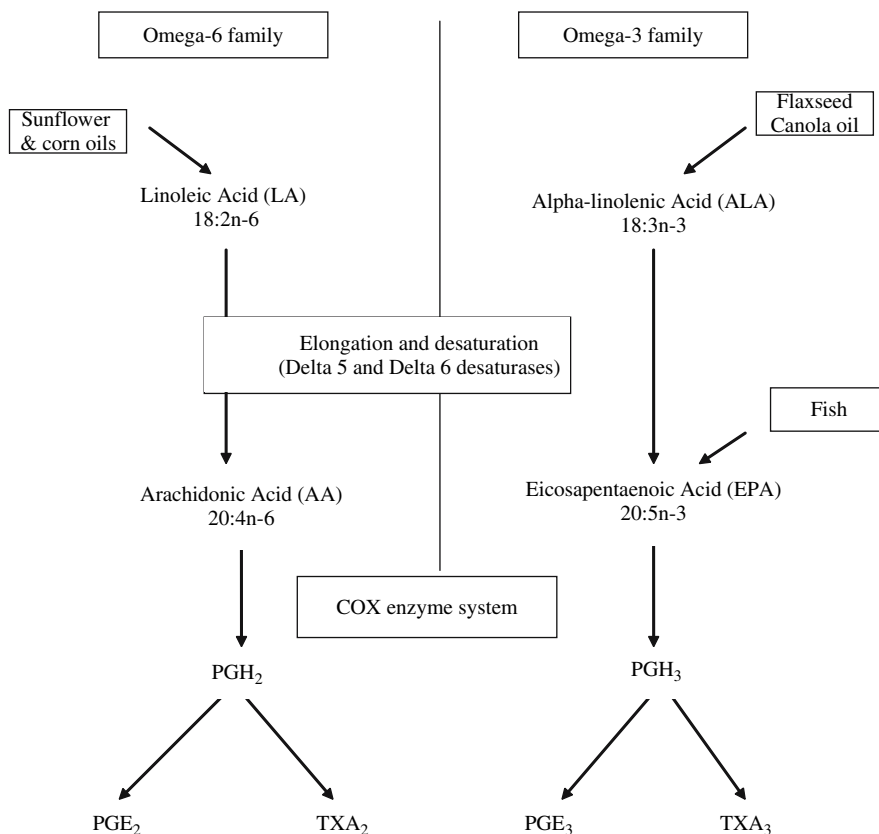 Omega-6 family
Omega-3 family
Sunflower
& corn oils
Flaxseed
Canola oil
Linoleic Acid (LA)
18:2n-6
Alpha-linolenic Acid (ALA)
18:3n-3
Elongation and desaturation
(Delta 5 and Delta 6 desaturases)
Fish
Arachidonic Acid (AA)
20:4n-6
Eicosapentaenoic Acid (EPA)
20:5n-3
COX enzyme system
PGH₂
PGH₃
PGE₂
TXA₂
PGE₃
TXA₃